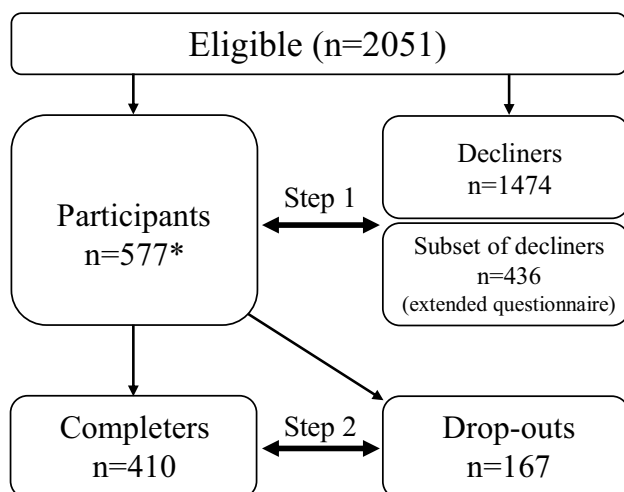 Eligible (n=2051)
Participants
n=577*
Step 1
Decliners
n=1474
Subset of decliners
n=436
(extended questionnaire)
Completers
n=410
Step 2
Drop-outs
n=167